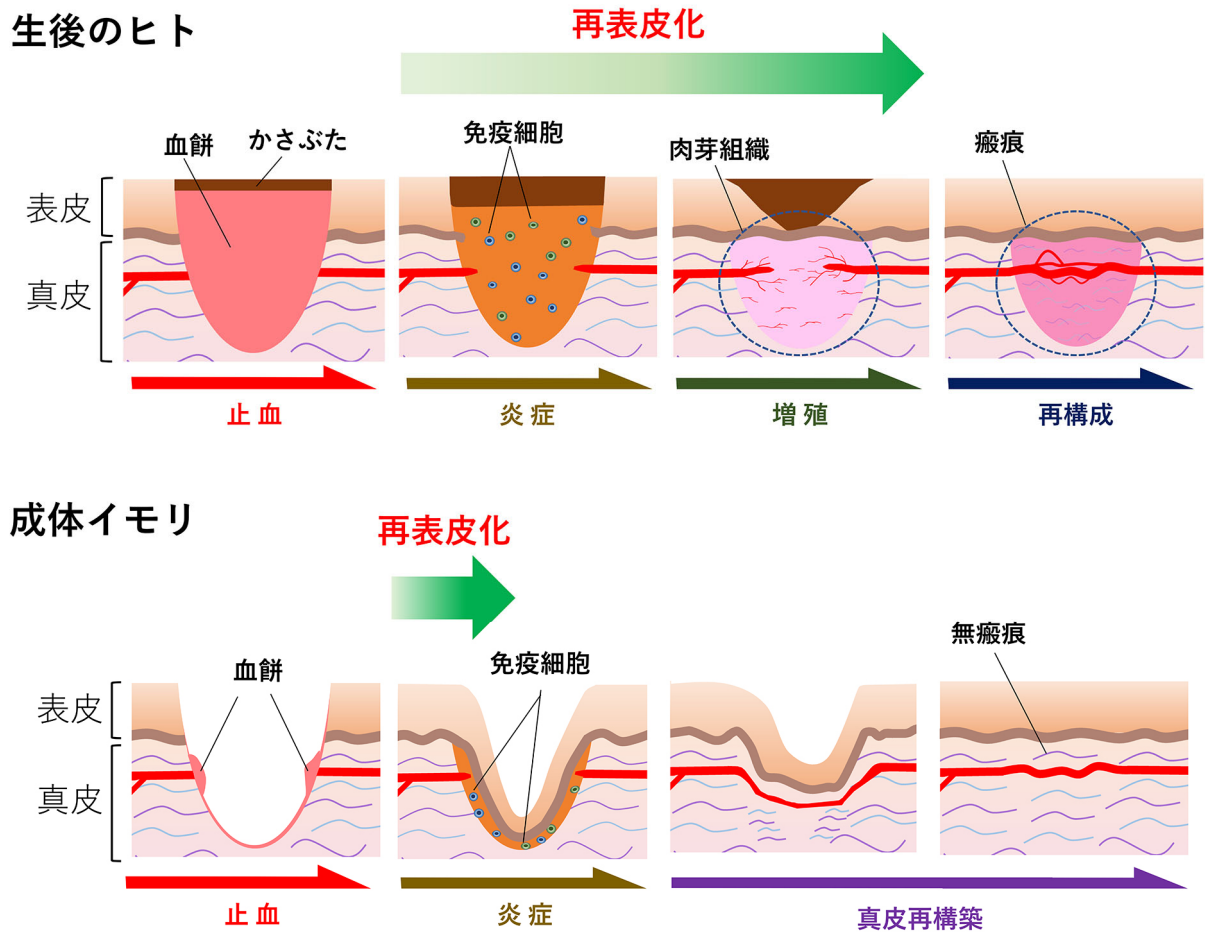 生後のヒト
再表皮化
血餅
かさぶた
免疫細胞
肉芽組織
瘢痕
表皮
真皮
止血
炎症
増殖
再構成
成体イモリ
再表皮化
血餅
免疫細胞
無瘢痕
表皮
真皮
止血
炎症
真皮再構築